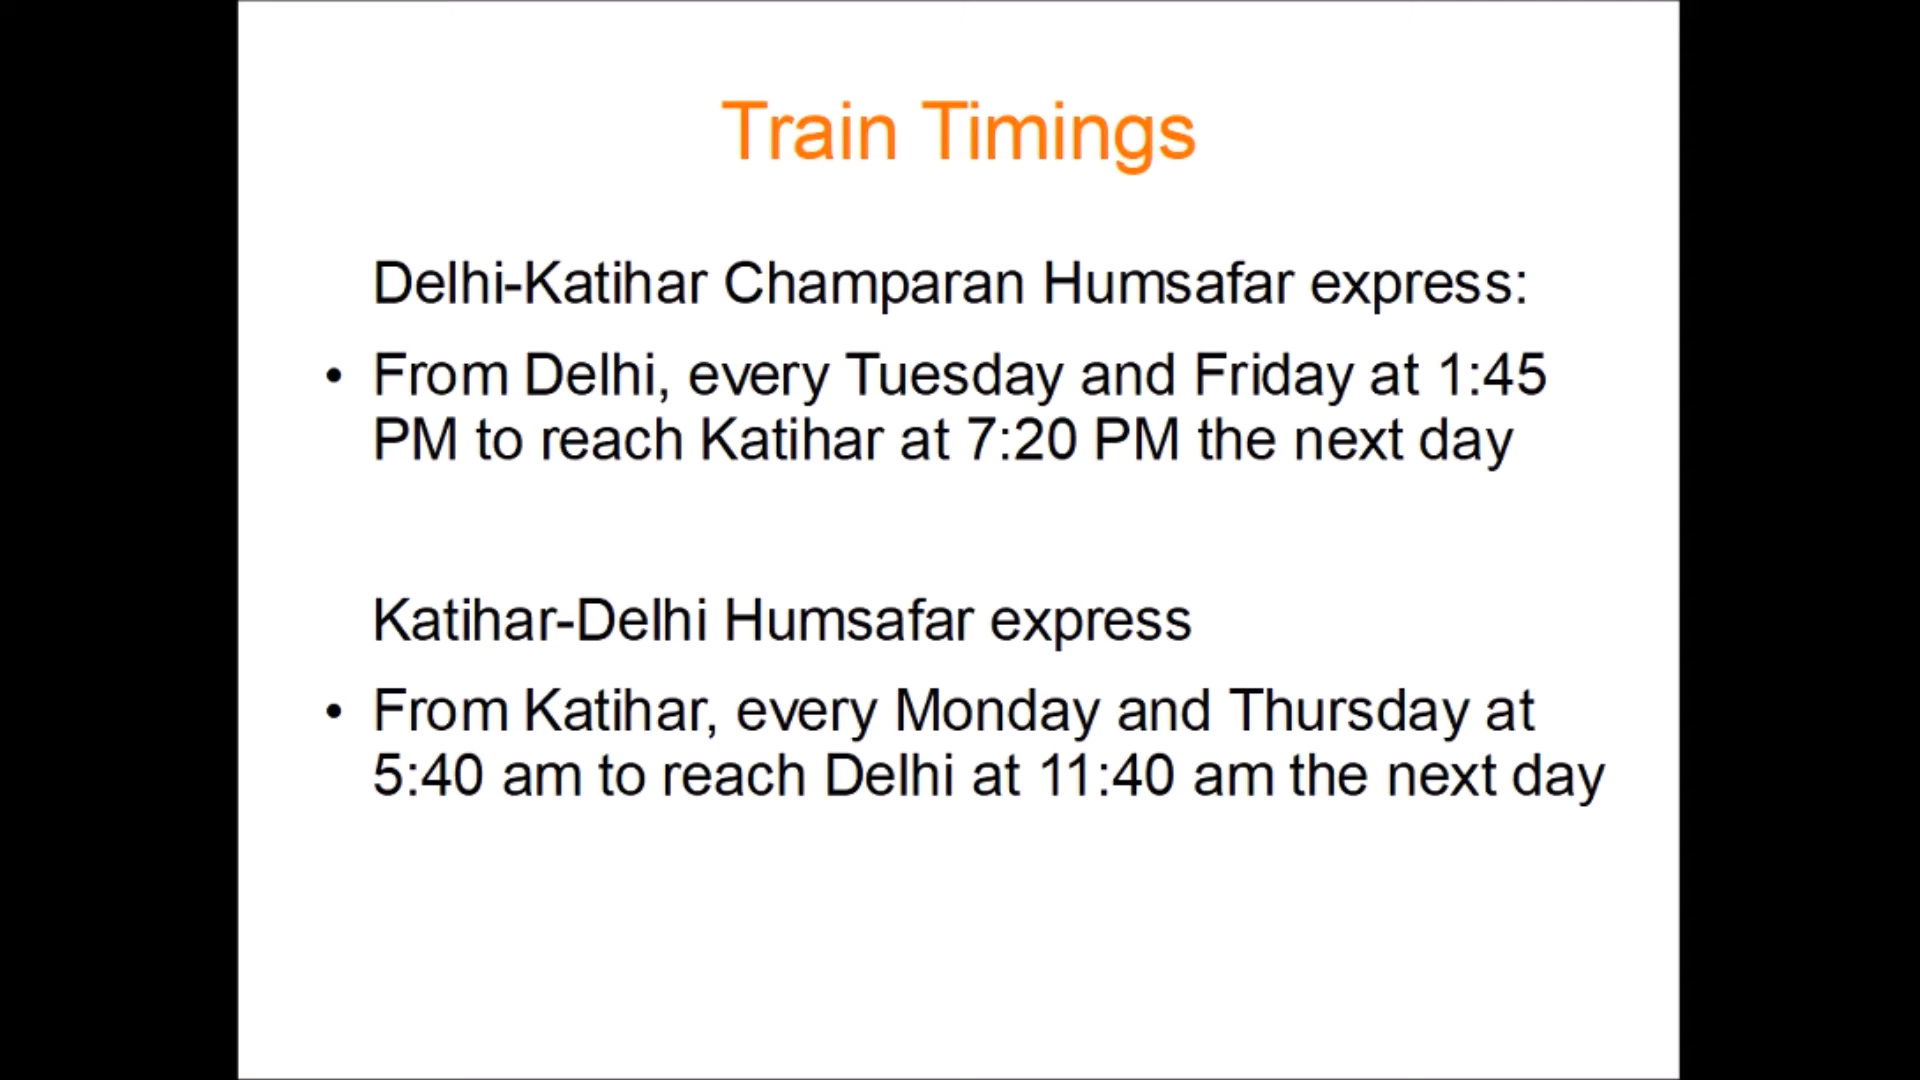 Train Timings
Delhi-Katihar Champaran Humsafar express:
• From Delhi, every Tuesday and Friday at 1:45
PM to reach Katihar at 7:20 PM the next day
Katihar-Delhi Humsafar express
• From Katihar, every Monday and Thursday at
5:40 am to reach Delhi at 11:40 am the next day